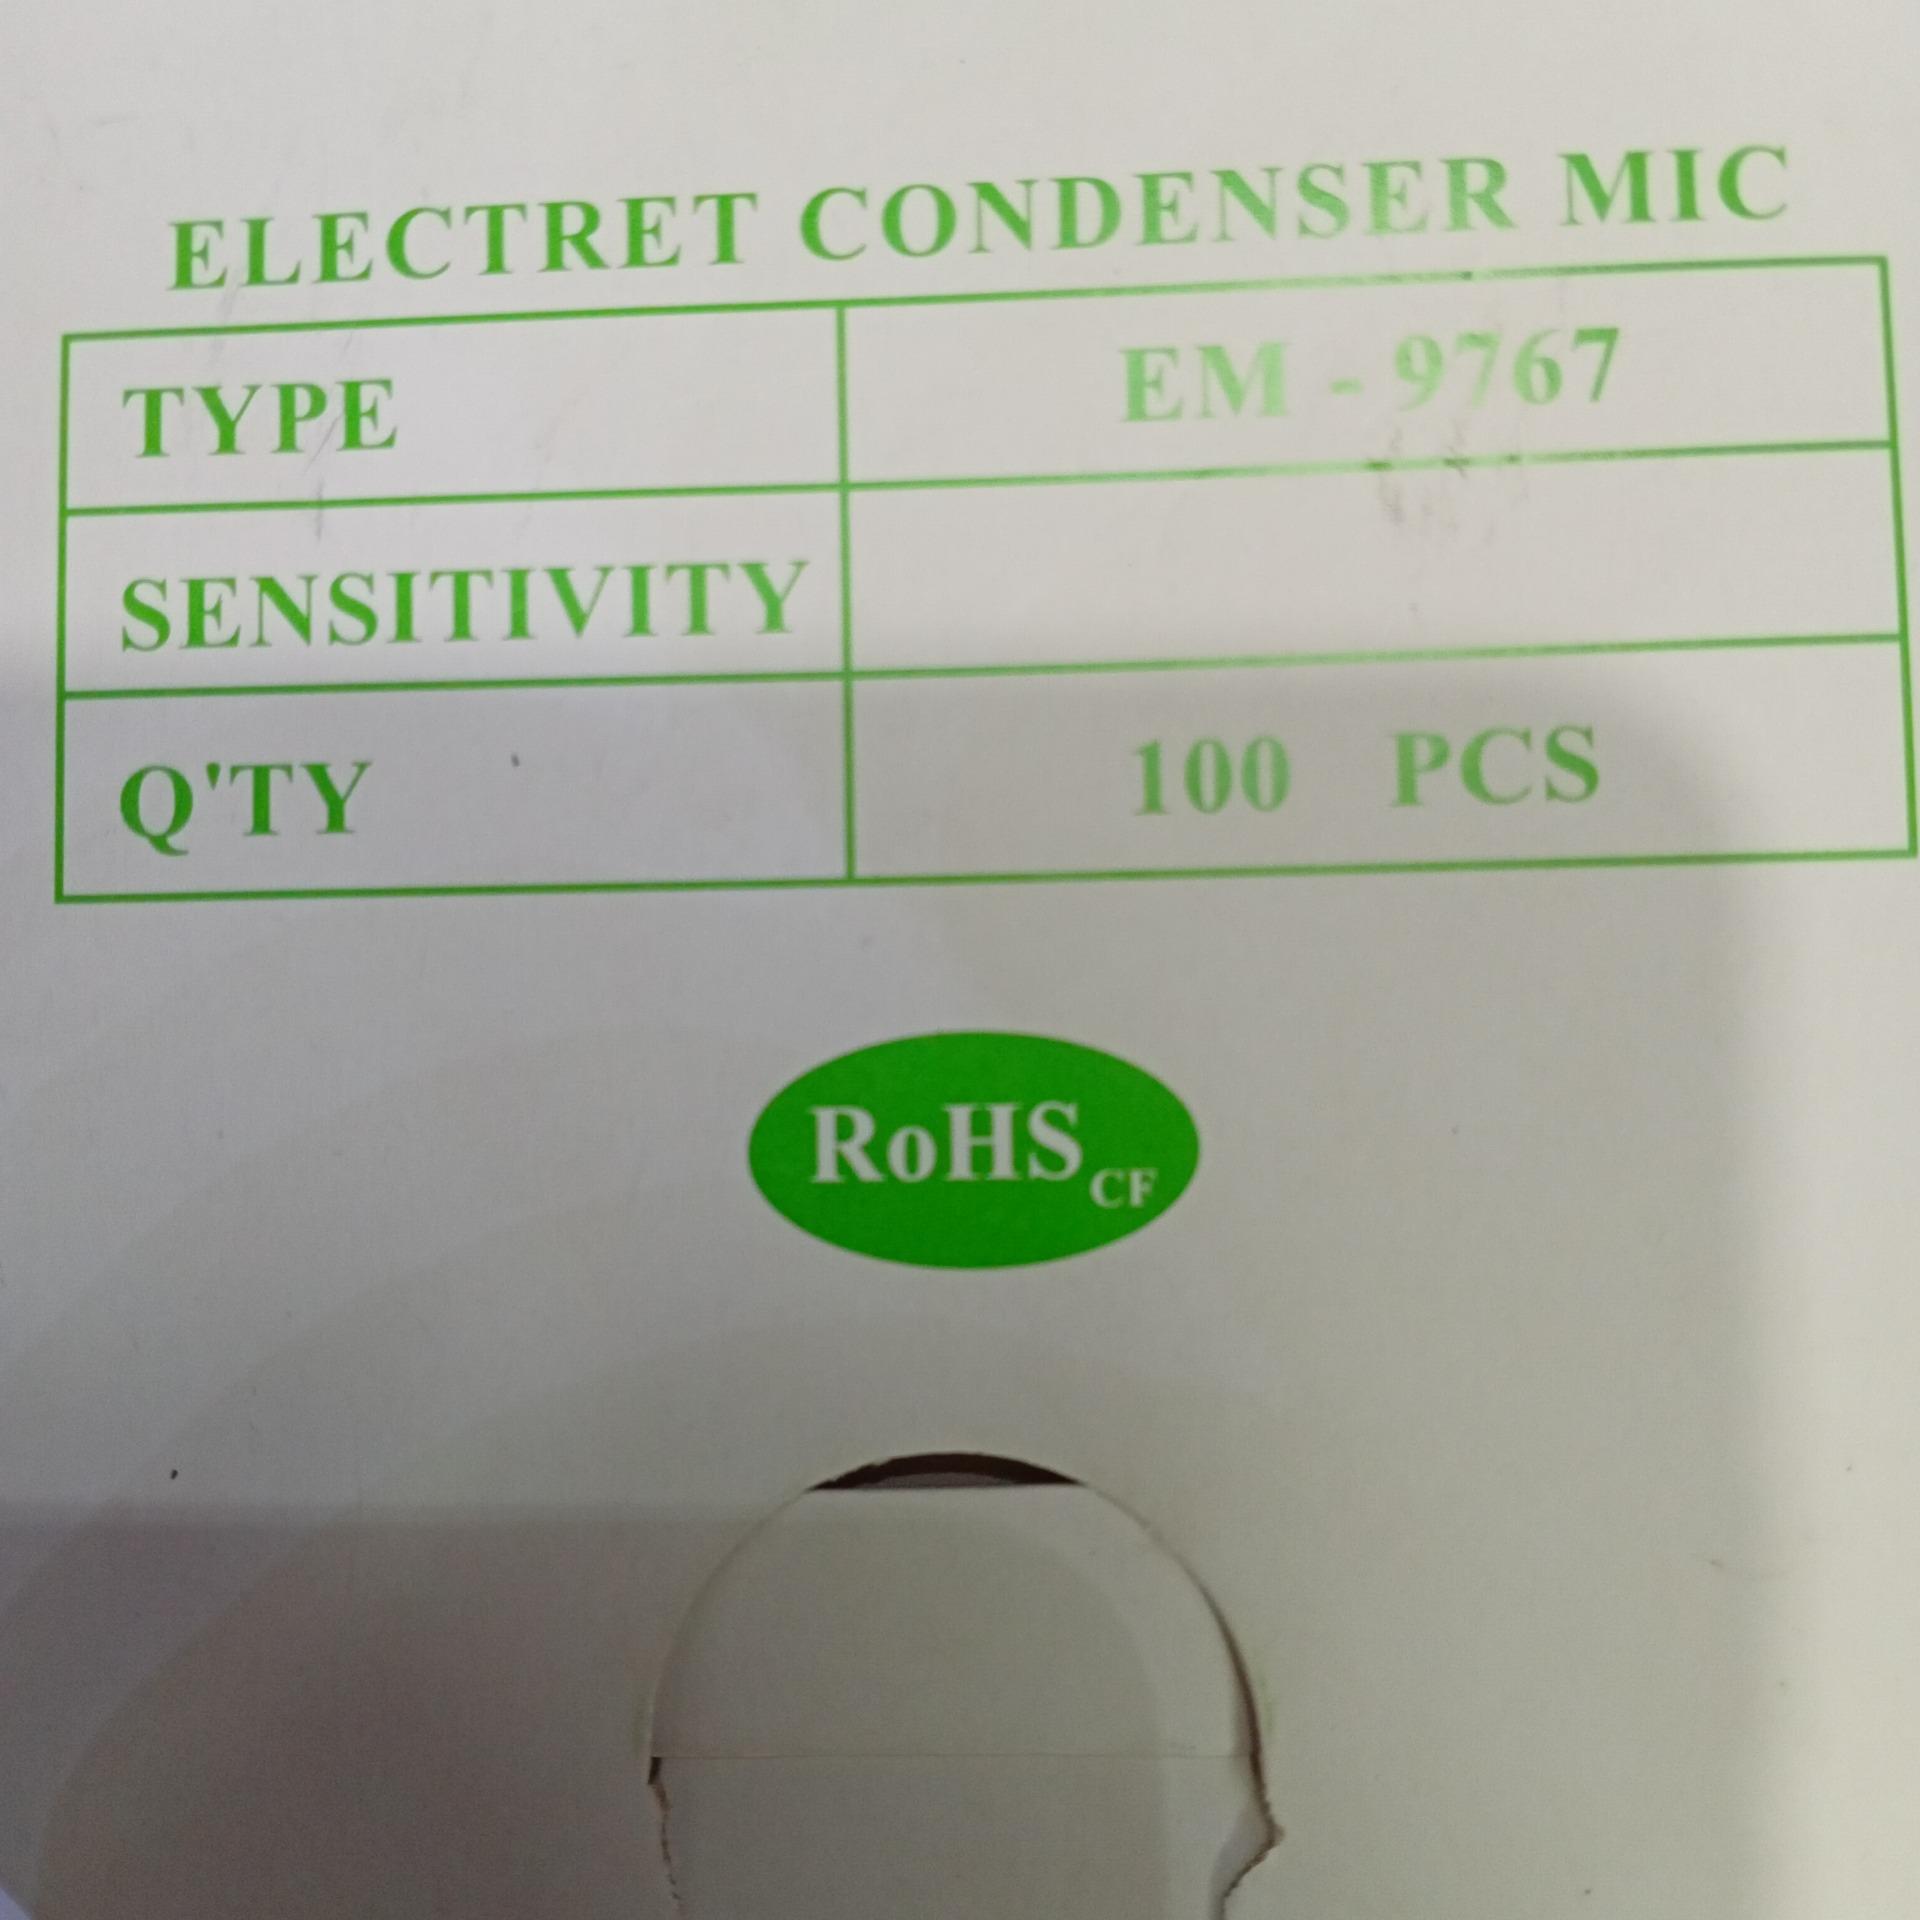 ELECTRET CONDENSER MIC
TYPE EM - 9767
SENSITIVITY
Q'TY 100 PCS
RoHS CF